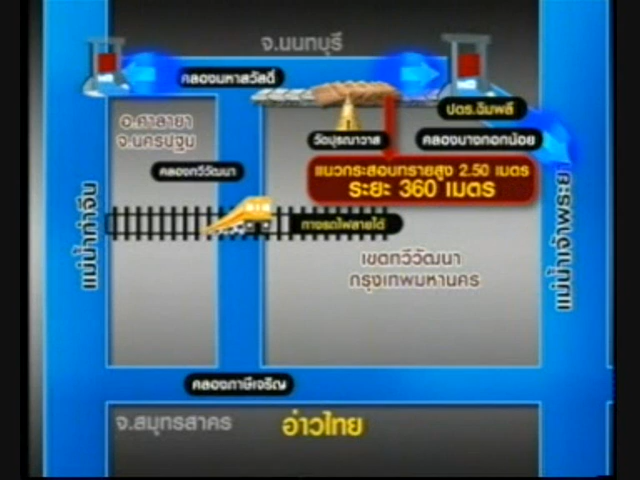 จ.นนทบุรี
คลองมหาสวัสดิ์
ปตร.ฉิมพลี
อ.ศาลายา
จ.นครปฐม
วัดปุรณาวาส
คลองบางกอกน้อย
คลองทวีวัฒนา
แนวกระสอบทรายสูง 2.50 เมตร
ระยะ 360 เมตร
แม่น้ำท่าจีน
แม่น้ำเจ้าพระยา
ทางรถไฟสายใต้
เขตทวีวัฒนา
กรุงเทพมหานคร
คลองภาษีเจริญ
จ.สมุทรสาคร
อ่าวไทย